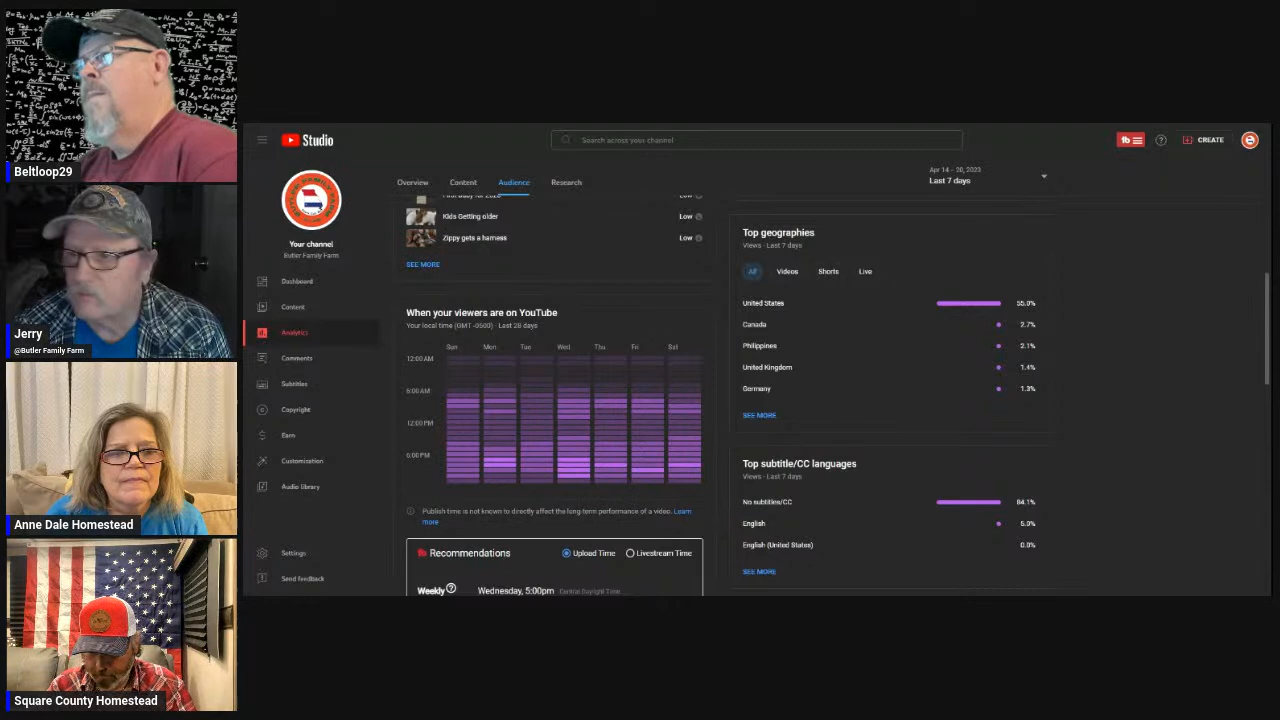 Beltloop29
Jerry
@Butler Family Farm
Anne Dale Homestead
Square County Homestead
Studio
Search across your channel
CREATE
Your channel
Butler Family Farm
Dashboard
Content
Analytics
Comments
Subtitles
Copyright
Earn
Customization
Audio library
Settings
Send feedback
Overview
Content
Audience
Research
Apr 14 – 20, 2023
Last 7 days
Kids Getting older
Low
Zippy gets a harness
Low
SEE MORE
When your viewers are on YouTube
Your local time (GMT -0500) · Last 28 days
Sun Mon Tue Wed Thu Fri Sat
12:00 AM
6:00 AM
12:00 PM
6:00 PM
Publish time is not known to directly affect the long-term performance of a video. Learn
more
Recommendations
Upload Time
Livestream Time
Weekly
Wednesday, 5:00pm
Central Daylight Time
Top geographies
Views · Last 7 days
All
Videos
Shorts
Live
United States 55.0%
Canada 2.7%
Philippines 2.1%
United Kingdom 1.4%
Germany 1.3%
SEE MORE
Top subtitle/CC languages
Views · Last 7 days
No subtitles/CC 84.1%
English 5.0%
English (United States) 0.0%
SEE MORE